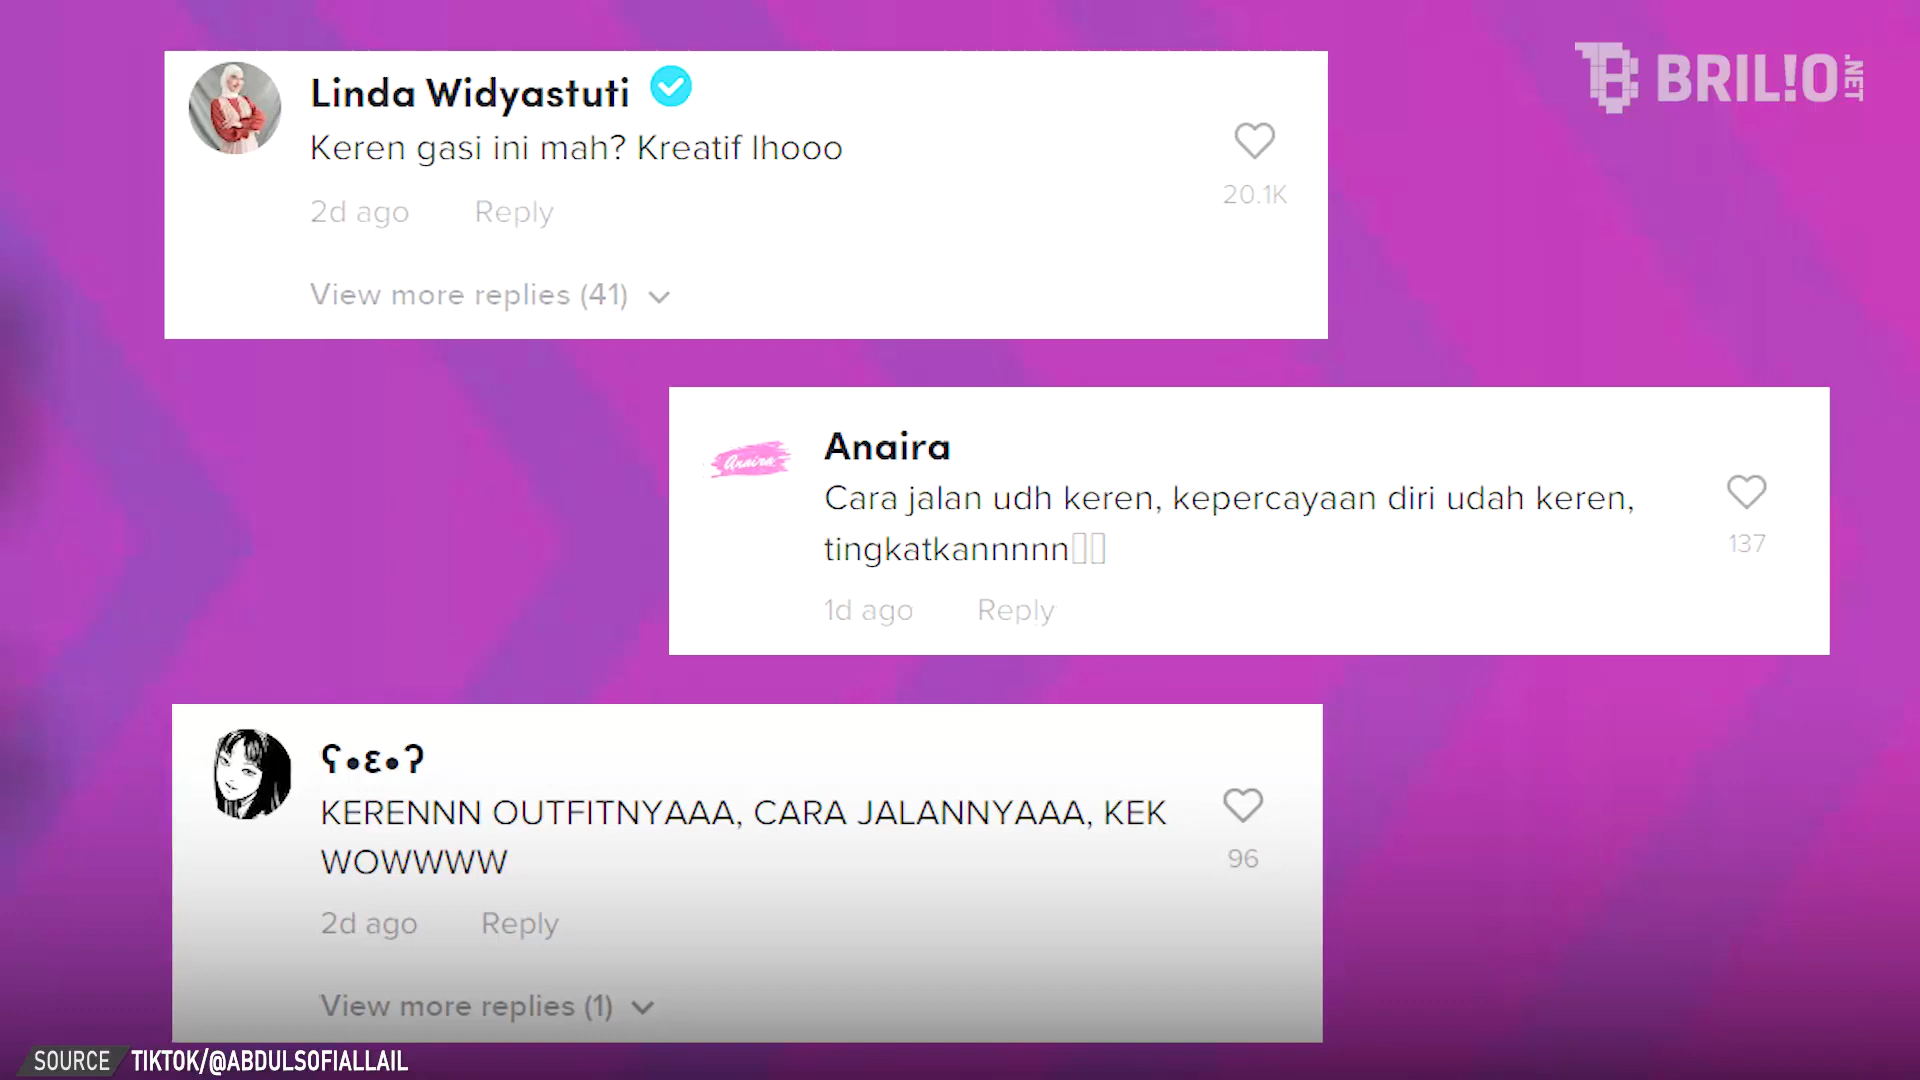 BRIL!O.NET
Linda Widyastuti
Keren gasi ini mah? Kreatif lhooo
20.1K
2d ago Reply
View more replies (41)
Anaira
Anaira
Cara jalan udh keren, kepercayaan diri udah keren,
tingkatkannnnn
137
1d ago Reply
ʕ•ε•ʔ
KERENNN OUTFITNYAAA, CARA JALANNYAAA, KEK
WOWWWW
96
2d ago Reply
View more replies (1)
SOURCE TIKTOK/@ABDULSOFIALLAIL